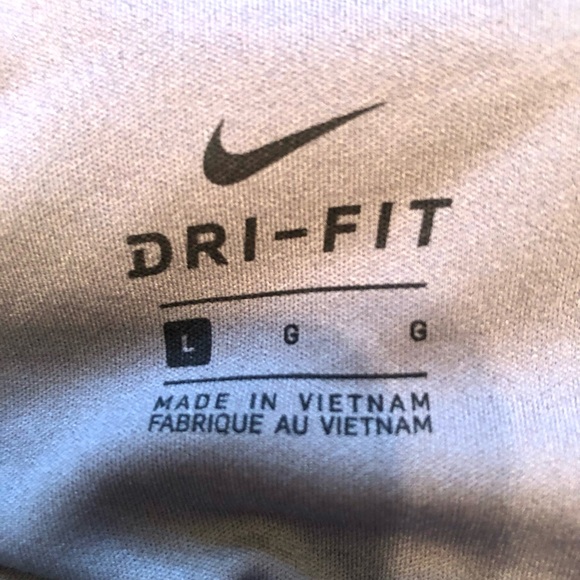 DRI-FIT
L G G
MADE IN VIETNAM
FABRIQUE AU VIETNAM